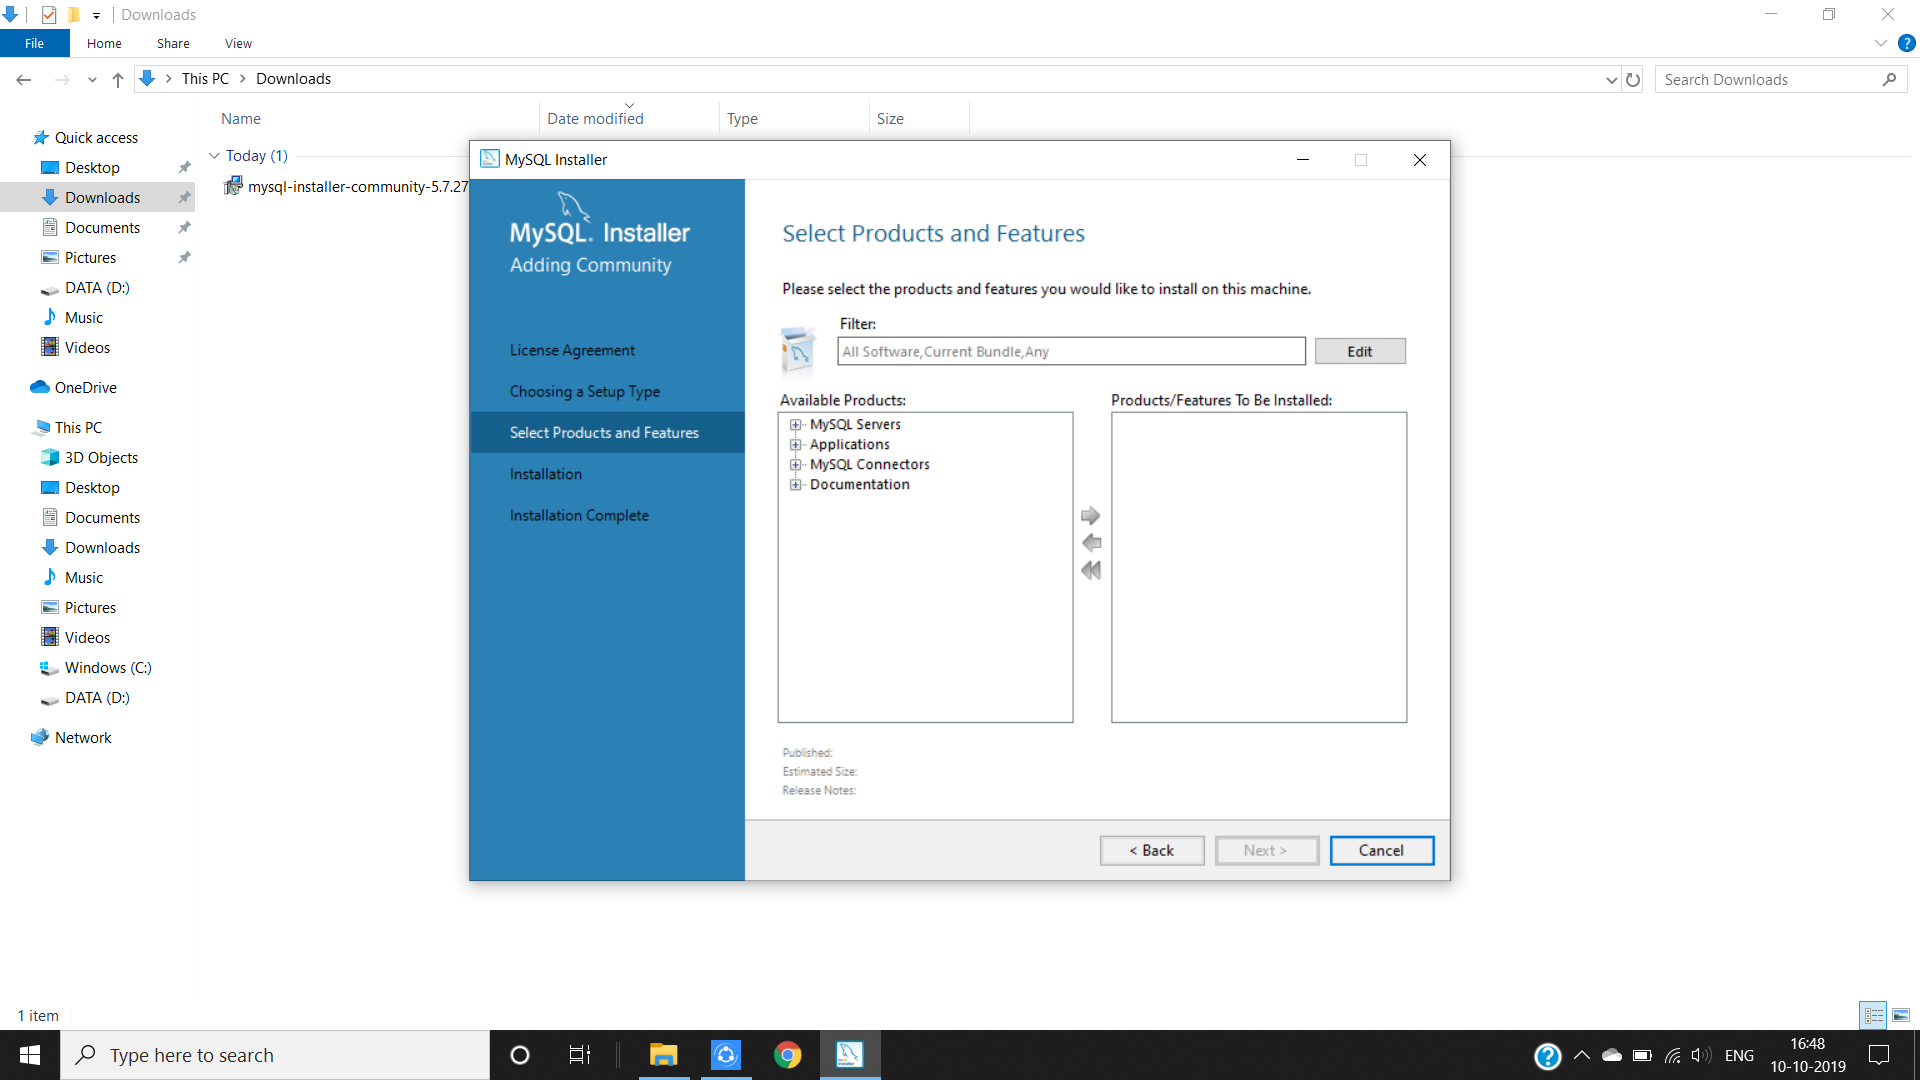 Downloads
File
Home
Share
View
This PC
Downloads
Search Downloads
Name
Date modified
Type
Size
Quick access
Desktop
Downloads
Documents
Pictures
DATA (D:)
Music
Videos
OneDrive
This PC
3D Objects
Desktop
Documents
Downloads
Music
Pictures
Videos
Windows (C:)
DATA (D:)
Network
Today (1)
mysql-installer-community-5.7.27
MySQL Installer
MySQL. Installer
Adding Community
License Agreement
Choosing a Setup Type
Select Products and Features
Installation
Installation Complete
Select Products and Features
Please select the products and features you would like to install on this machine.
Filter:
All Software,Current Bundle,Any
Edit
Available Products:
MySQL Servers
Applications
MySQL Connectors
Documentation
Products/Features To Be Installed:
Published:
Estimated Size:
Release Notes:
< Back
Next >
Cancel
1 item
Type here to search
ENG
16:48
10-10-2019